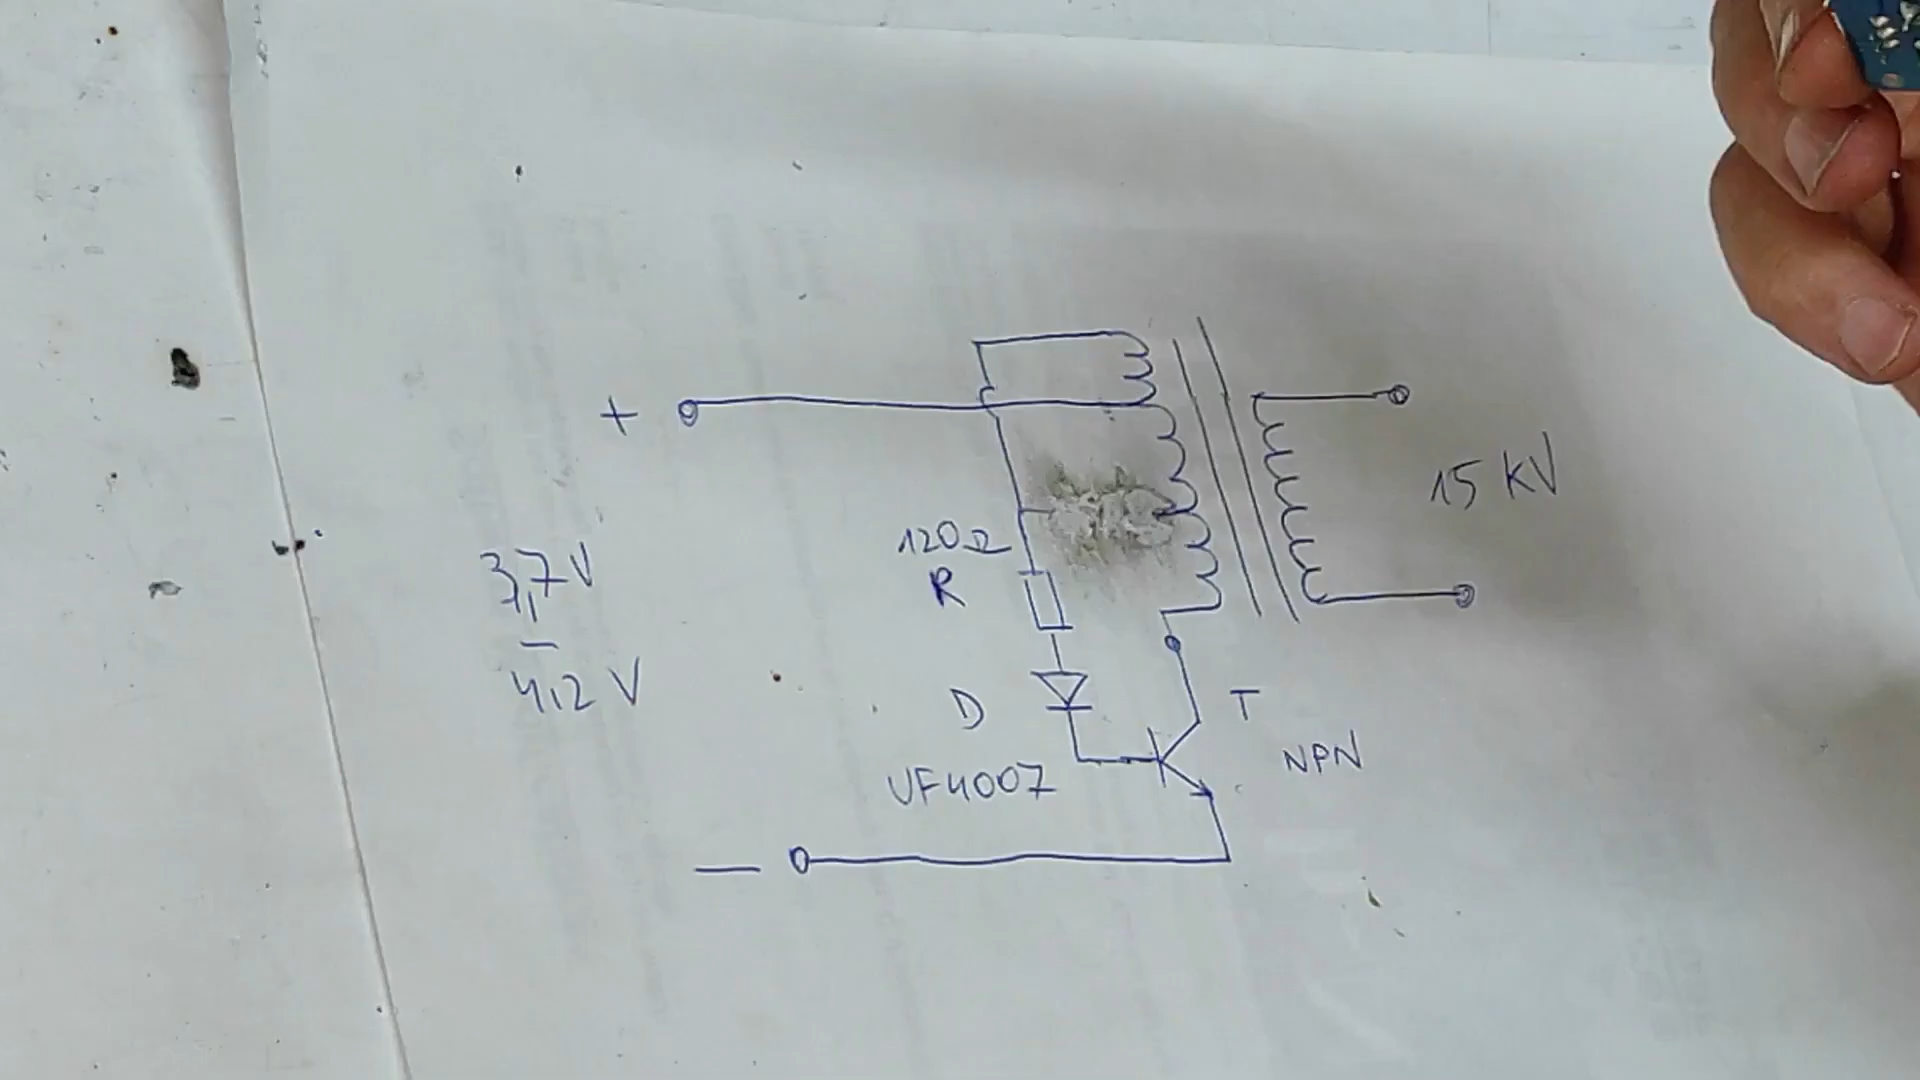 +
3,7 V
–
4,2 V
120Ω
R
D
UF4007
T
NPN
15 KV
—